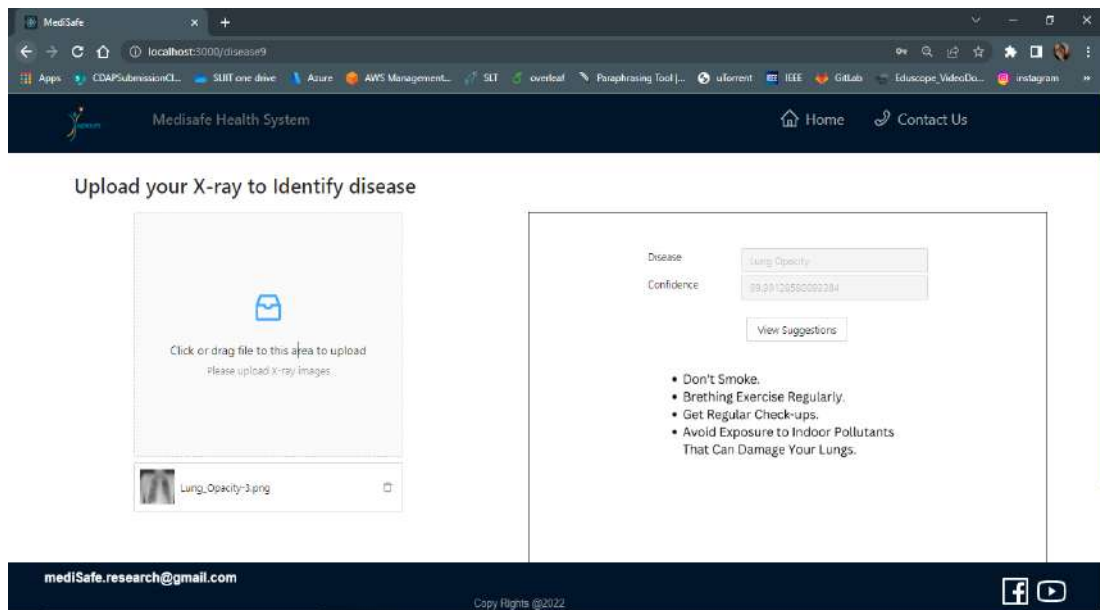 MediSafe
localhost:3000/disease9
Apps CDAPSubmissionCl... SLIIT one drive Azure AWS Management... SLT overleaf Paraphrasing Tool |... uTorrent IEEE GitLab Eduscope_VideoDo... instagram
Medisafe Health System Home Contact Us
Upload your X-ray to Identify disease
Disease Lung Opacity
Confidence
View Suggestions
Click or drag file to this area to upload
Please upload X-ray images
• Don't Smoke.
• Brething Exercise Regularly.
• Get Regular Check-ups.
• Avoid Exposure to Indoor Pollutants
That Can Damage Your Lungs.
Lung_Opacity-3.png
mediSafe.research@gmail.com
Copy Rights @2022